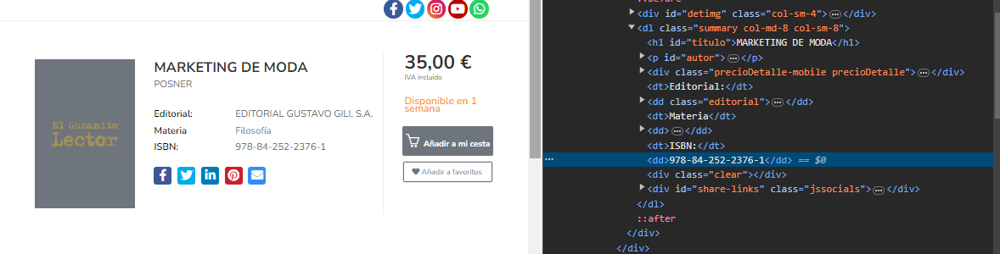 MARKETING DE MODA
POSNER
Editorial: EDITORIAL GUSTAVO GILI, S.A.
Materia Filosofía
ISBN: 978-84-252-2376-1
El Gusanito
Lector
35,00 €
IVA incluido
Disponible en 1
semana
Añadir a mi cesta
Añadir a favoritos
::before
<div id="detimg" class="col-sm-4">…</div>
<dl class="summary col-md-8 col-sm-8">
<h1 id="titulo">MARKETING DE MODA</h1>
<p id="autor">…</p>
<div class="precioDetalle-mobile precioDetalle">…</div>
<dt>Editorial:</dt>
<dd class="editorial">…</dd>
<dt>Materia</dt>
<dd>…</dd>
<dt>ISBN:</dt>
<dd>978-84-252-2376-1</dd> == $0
<div class="clear"></div>
<div id="share-links" class="jssocials">…</div>
</dl>
::after
</div>
</div>